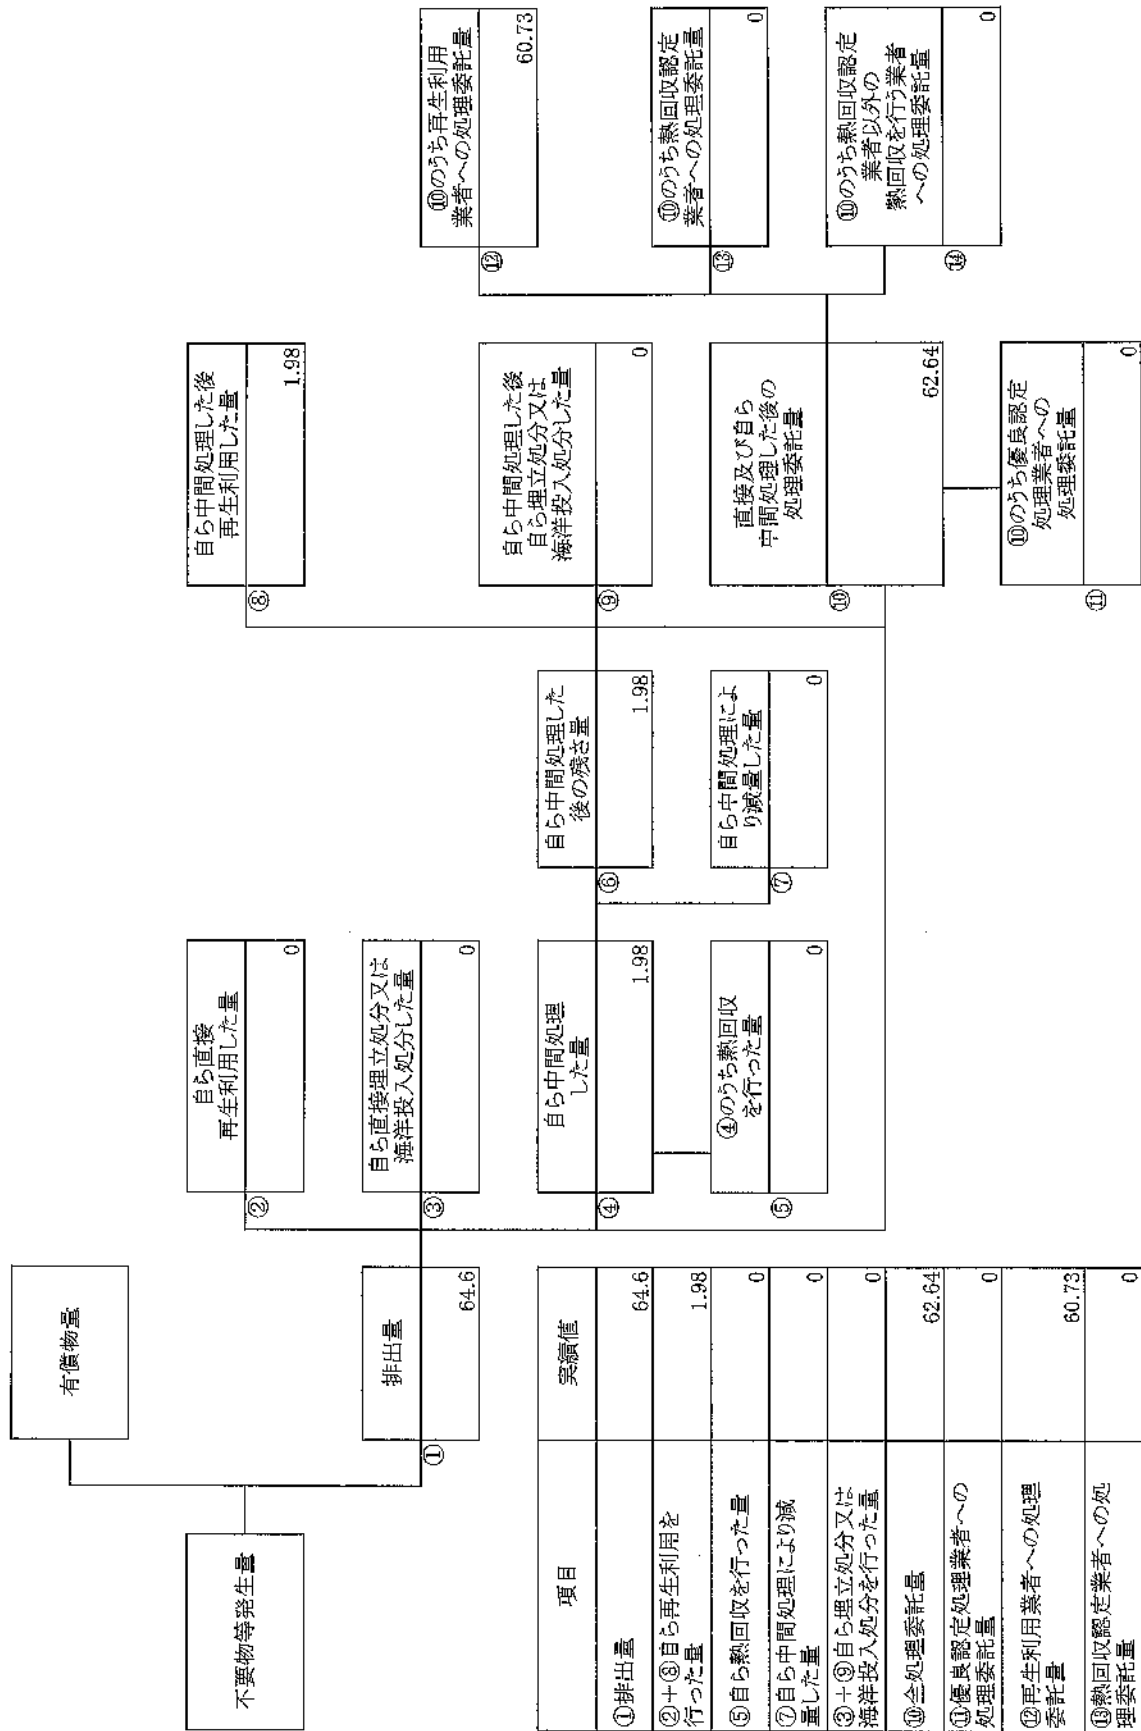 不要物等発生量
有償物量
①
排出量
64.6
②
自ら直接
再生利用した量
0
③
自ら直接埋立処分又は
海洋投入処分した量
0
④
自ら中間処理
した量
1.98
⑤
④のうち熱回収
を行った量
0
⑥
自ら中間処理した
後の残さ量
1.98
⑦
自ら中間処理によ
り減量した量
0
⑧
自ら中間処理した後
再生利用した量
1.98
⑨
自ら中間処理した後
自ら埋立処分又は
海洋投入処分した量
0
⑩
直接及び自ら
中間処理した後の
処理委託量
62.64
⑪
⑩のうち優良認定
処理業者への
処理委託量
0
⑫
⑩のうち再生利用
業者への処理委託量
60.73
⑬
⑩のうち熱回収認定
業者への処理委託量
0
⑭
⑩のうち熱回収認定
業者以外の
熱回収を行う業者
への処理委託量
0
項目
実績値
①排出量
64.6
②+⑧自ら再生利用を
行った量
1.98
⑤自ら熱回収を行った量
0
⑦自ら中間処理により減
量した量
0
③+⑨自ら埋立処分又は
海洋投入処分を行った量
0
⑩全処理委託量
62.64
⑪優良認定処理業者への
処理委託量
0
⑫再生利用業者への処理
委託量
60.73
⑬熱回収認定業者への処
理委託量
0